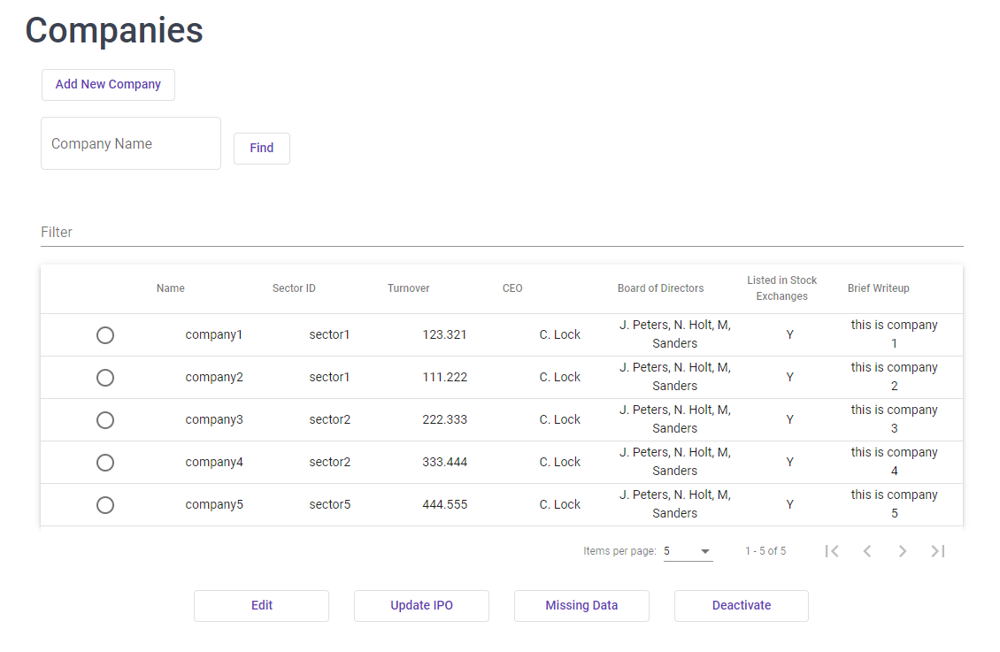 Companies
Add New Company
Company Name
Find
Filter
Name Sector ID Turnover CEO Board of Directors Listed in Stock Exchanges Brief Writeup
company1 sector1 123.321 C. Lock J. Peters, N. Holt, M, Sanders Y this is company 1
company2 sector1 111.222 C. Lock J. Peters, N. Holt, M, Sanders Y this is company 2
company3 sector2 222.333 C. Lock J. Peters, N. Holt, M, Sanders Y this is company 3
company4 sector2 333.444 C. Lock J. Peters, N. Holt, M, Sanders Y this is company 4
company5 sector5 444.555 C. Lock J. Peters, N. Holt, M, Sanders Y this is company 5
Items per page: 5 1 - 5 of 5
Edit Update IPO Missing Data Deactivate